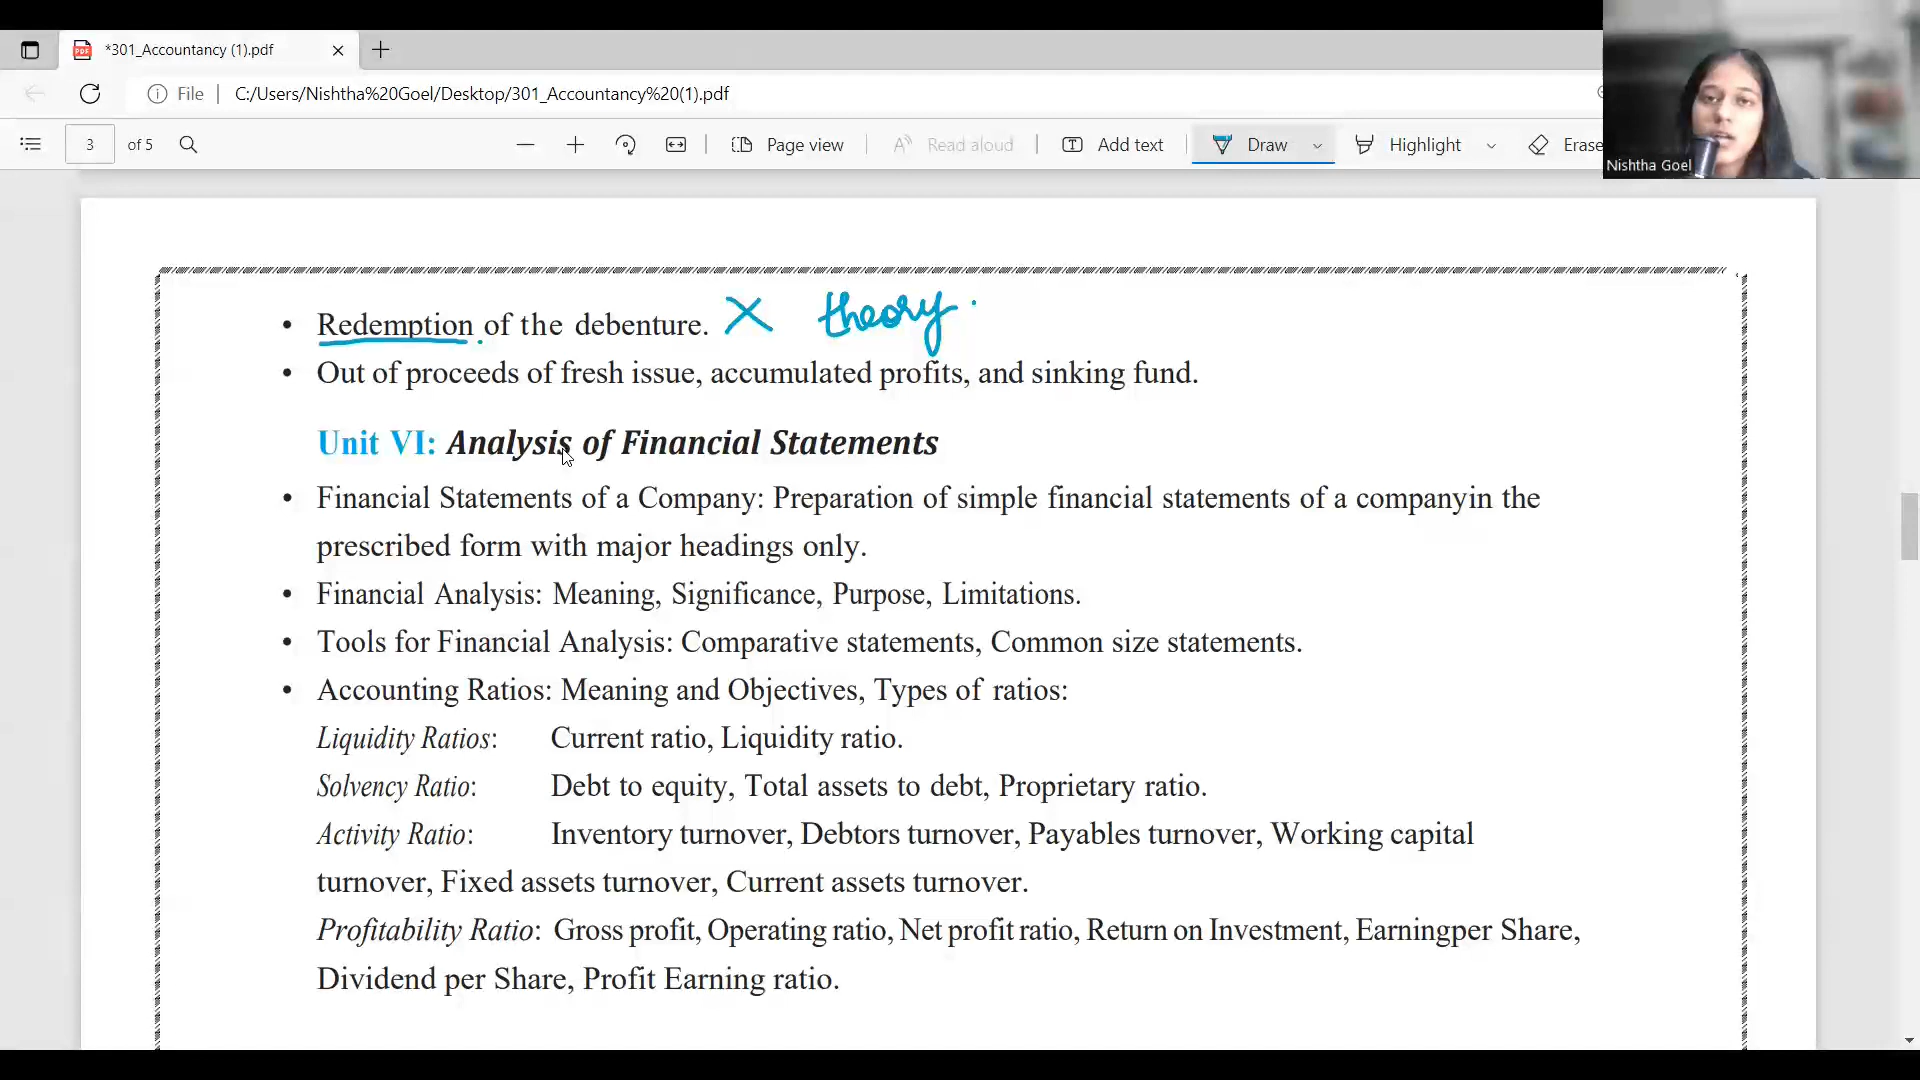 *301_Accountancy (1).pdf
File C:/Users/Nishtha%20Goel/Desktop/301_Accountancy%20(1).pdf
3 of 5 Page view Read aloud Add text Draw Highlight Erase
Nishtha Goel
• Redemption of the debenture. X theory.
• Out of proceeds of fresh issue, accumulated profits, and sinking fund.
Unit VI: Analysis of Financial Statements
• Financial Statements of a Company: Preparation of simple financial statements of a companyin the
prescribed form with major headings only.
• Financial Analysis: Meaning, Significance, Purpose, Limitations.
• Tools for Financial Analysis: Comparative statements, Common size statements.
• Accounting Ratios: Meaning and Objectives, Types of ratios:
Liquidity Ratios: Current ratio, Liquidity ratio.
Solvency Ratio: Debt to equity, Total assets to debt, Proprietary ratio.
Activity Ratio: Inventory turnover, Debtors turnover, Payables turnover, Working capital
turnover, Fixed assets turnover, Current assets turnover.
Profitability Ratio: Gross profit, Operating ratio, Net profit ratio, Return on Investment, Earningper Share,
Dividend per Share, Profit Earning ratio.